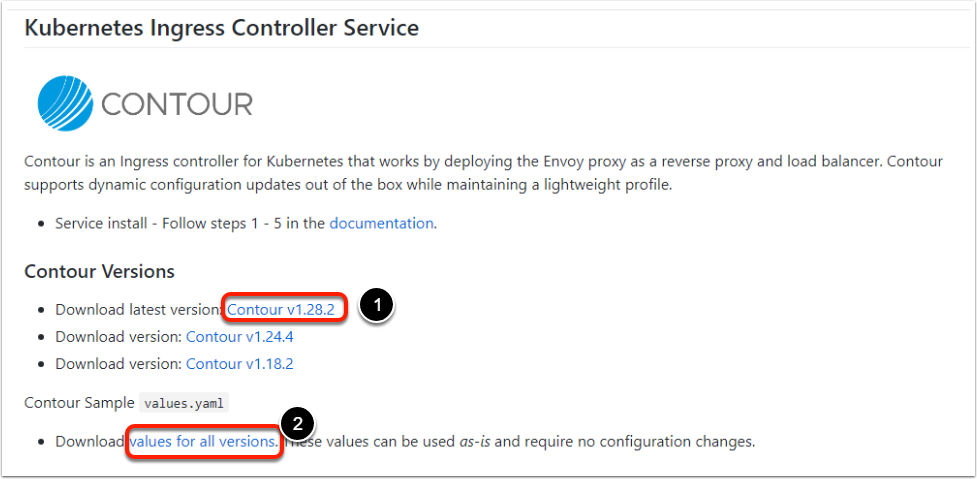 Kubernetes Ingress Controller Service
CONTOUR
Contour is an Ingress controller for Kubernetes that works by deploying the Envoy proxy as a reverse proxy and load balancer. Contour
supports dynamic configuration updates out of the box while maintaining a lightweight profile.
• Service install - Follow steps 1 - 5 in the documentation.
Contour Versions
• Download latest version: Contour v1.28.2 1
• Download version: Contour v1.24.4
• Download version: Contour v1.18.2
Contour Sample values.yaml
2
• Download values for all versions. These values can be used as-is and require no configuration changes.